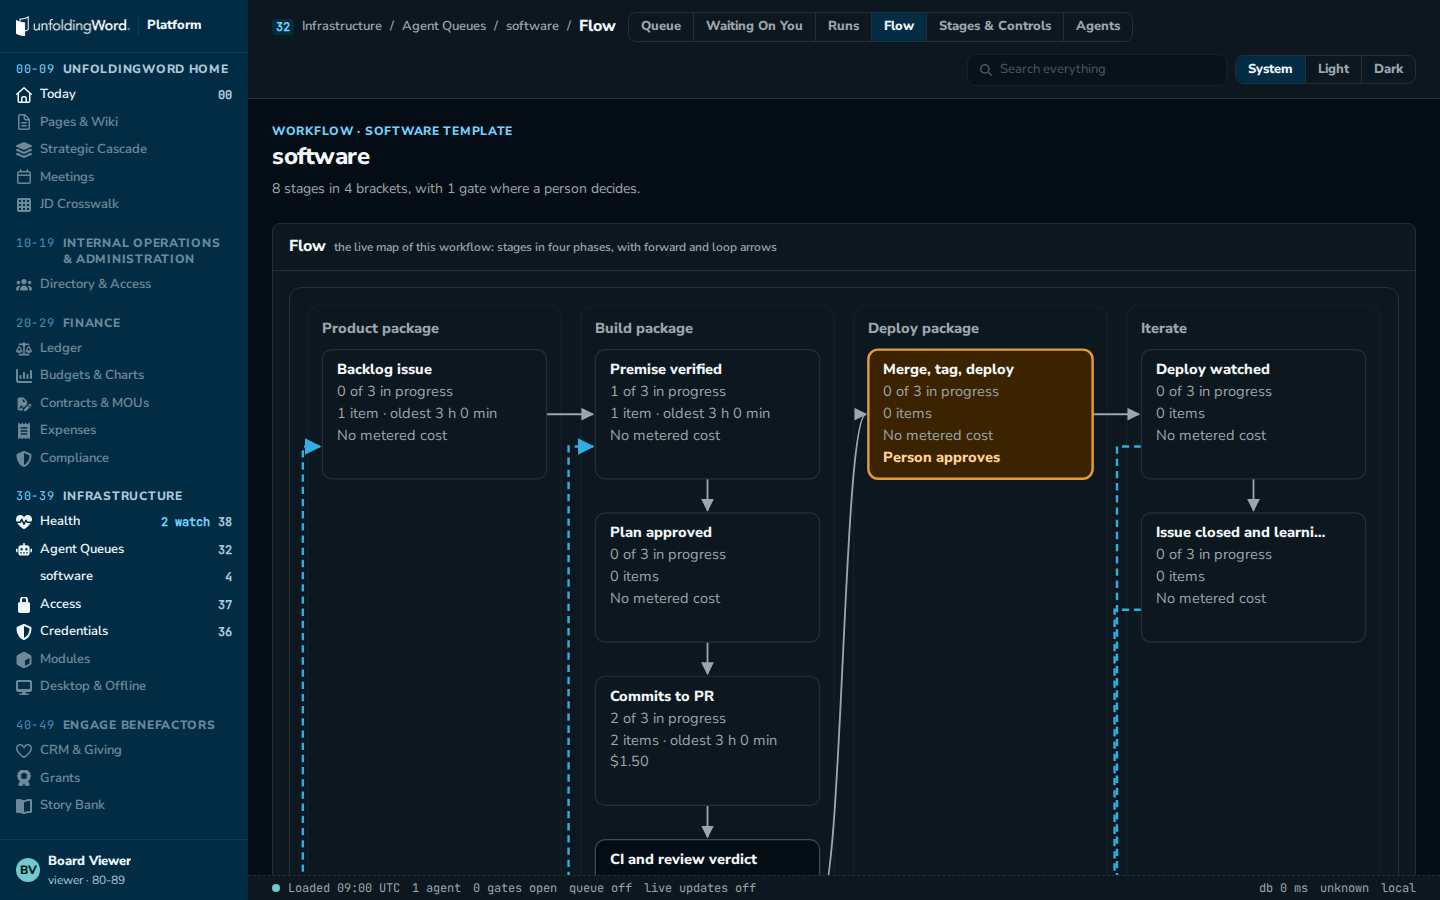 unfoldingWord. Platform
00-09 UNFOLDINGWORD HOME
Today 00
Pages & Wiki
Strategic Cascade
Meetings
JD Crosswalk
10-19 INTERNAL OPERATIONS
& ADMINISTRATION
Directory & Access
20-29 FINANCE
Ledger
Budgets & Charts
Contracts & MOUs
Expenses
Compliance
30-39 INFRASTRUCTURE
Health 2 watch 38
Agent Queues 32
software 4
Access 37
Credentials 36
Modules
Desktop & Offline
40-49 ENGAGE BENEFACTORS
CRM & Giving
Grants
Story Bank
BV Board Viewer
viewer · 80-89
32 Infrastructure / Agent Queues / software / Flow
Queue Waiting On You Runs Flow Stages & Controls Agents
Search everything
System Light Dark
WORKFLOW · SOFTWARE TEMPLATE
software
8 stages in 4 brackets, with 1 gate where a person decides.
Flow the live map of this workflow: stages in four phases, with forward and loop arrows
Product package
Backlog issue
0 of 3 in progress
1 item · oldest 3 h 0 min
No metered cost
Build package
Premise verified
1 of 3 in progress
1 item · oldest 3 h 0 min
No metered cost
Plan approved
0 of 3 in progress
0 items
No metered cost
Commits to PR
2 of 3 in progress
2 items · oldest 3 h 0 min
$1.50
CI and review verdict
Deploy package
Merge, tag, deploy
0 of 3 in progress
0 items
No metered cost
Person approves
Iterate
Deploy watched
0 of 3 in progress
0 items
No metered cost
Issue closed and learni...
0 of 3 in progress
0 items
No metered cost
Loaded 09:00 UTC 1 agent 0 gates open queue off live updates off
db 0 ms unknown local